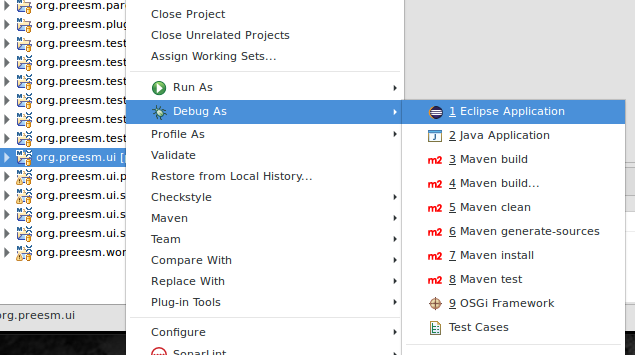 org.preesm.par
org.preesm.plug
org.preesm.test
org.preesm.test
org.preesm.test
org.preesm.test
org.preesm.test
org.preesm.test
org.preesm.ui [
org.preesm.ui.p
org.preesm.ui.s
org.preesm.ui.s
org.preesm.ui.s
org.preesm.wor
org.preesm.ui
Close Project
Close Unrelated Projects
Assign Working Sets...
Run As
Debug As
Profile As
Validate
Restore from Local History...
Checkstyle
Maven
Team
Compare With
Replace With
Plug-in Tools
Configure
SonarLint
1 Eclipse Application
2 Java Application
m2 3 Maven build
m2 4 Maven build...
m2 5 Maven clean
m2 6 Maven generate-sources
m2 7 Maven install
m2 8 Maven test
9 OSGi Framework
Test Cases